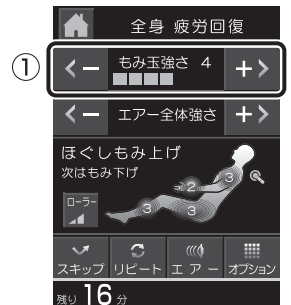 全身 疲労回復
①
もみ玉強さ 4
エアー全体強さ
ほぐしもみ上げ
次はもみ下げ
3
2
ローラー
3
3
スキップ リピート エアー オプション
残り 16 分